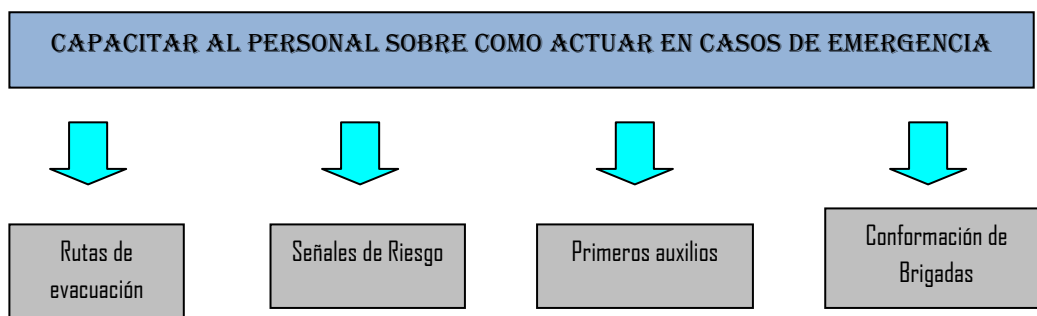 CAPACITAR AL PERSONAL SOBRE COMO ACTUAR EN CASOS DE EMERGENCIA
Rutas de
evacuación
Señales de Riesgo
Primeros auxilios
Conformación de
Brigadas